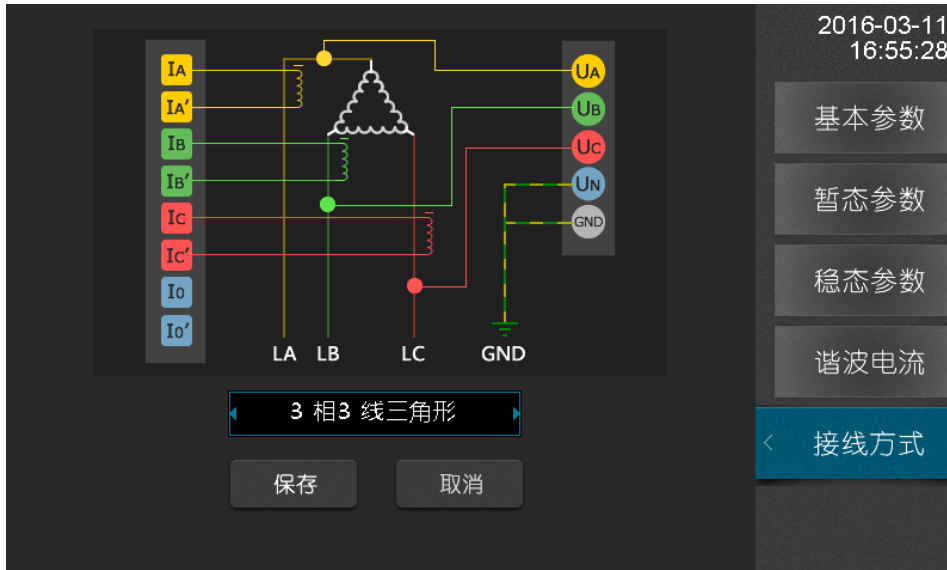 2016-03-11
16:55:28
IA
IA′
IB
IB′
IC
IC′
I0
I0′
UA
UB
UC
UN
GND
LA LB LC GND
3 相3 线三角形
保存 取消
基本参数
暂态参数
稳态参数
谐波电流
接线方式